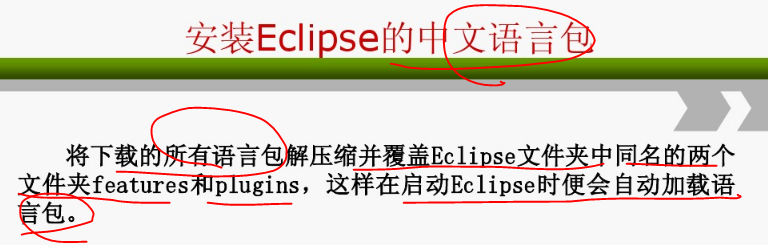 安装Eclipse的中文语言包
将下载的所有语言包解压缩并覆盖Eclipse文件夹中同名的两个
文件夹features和plugins，这样在启动Eclipse时便会自动加载语
言包。